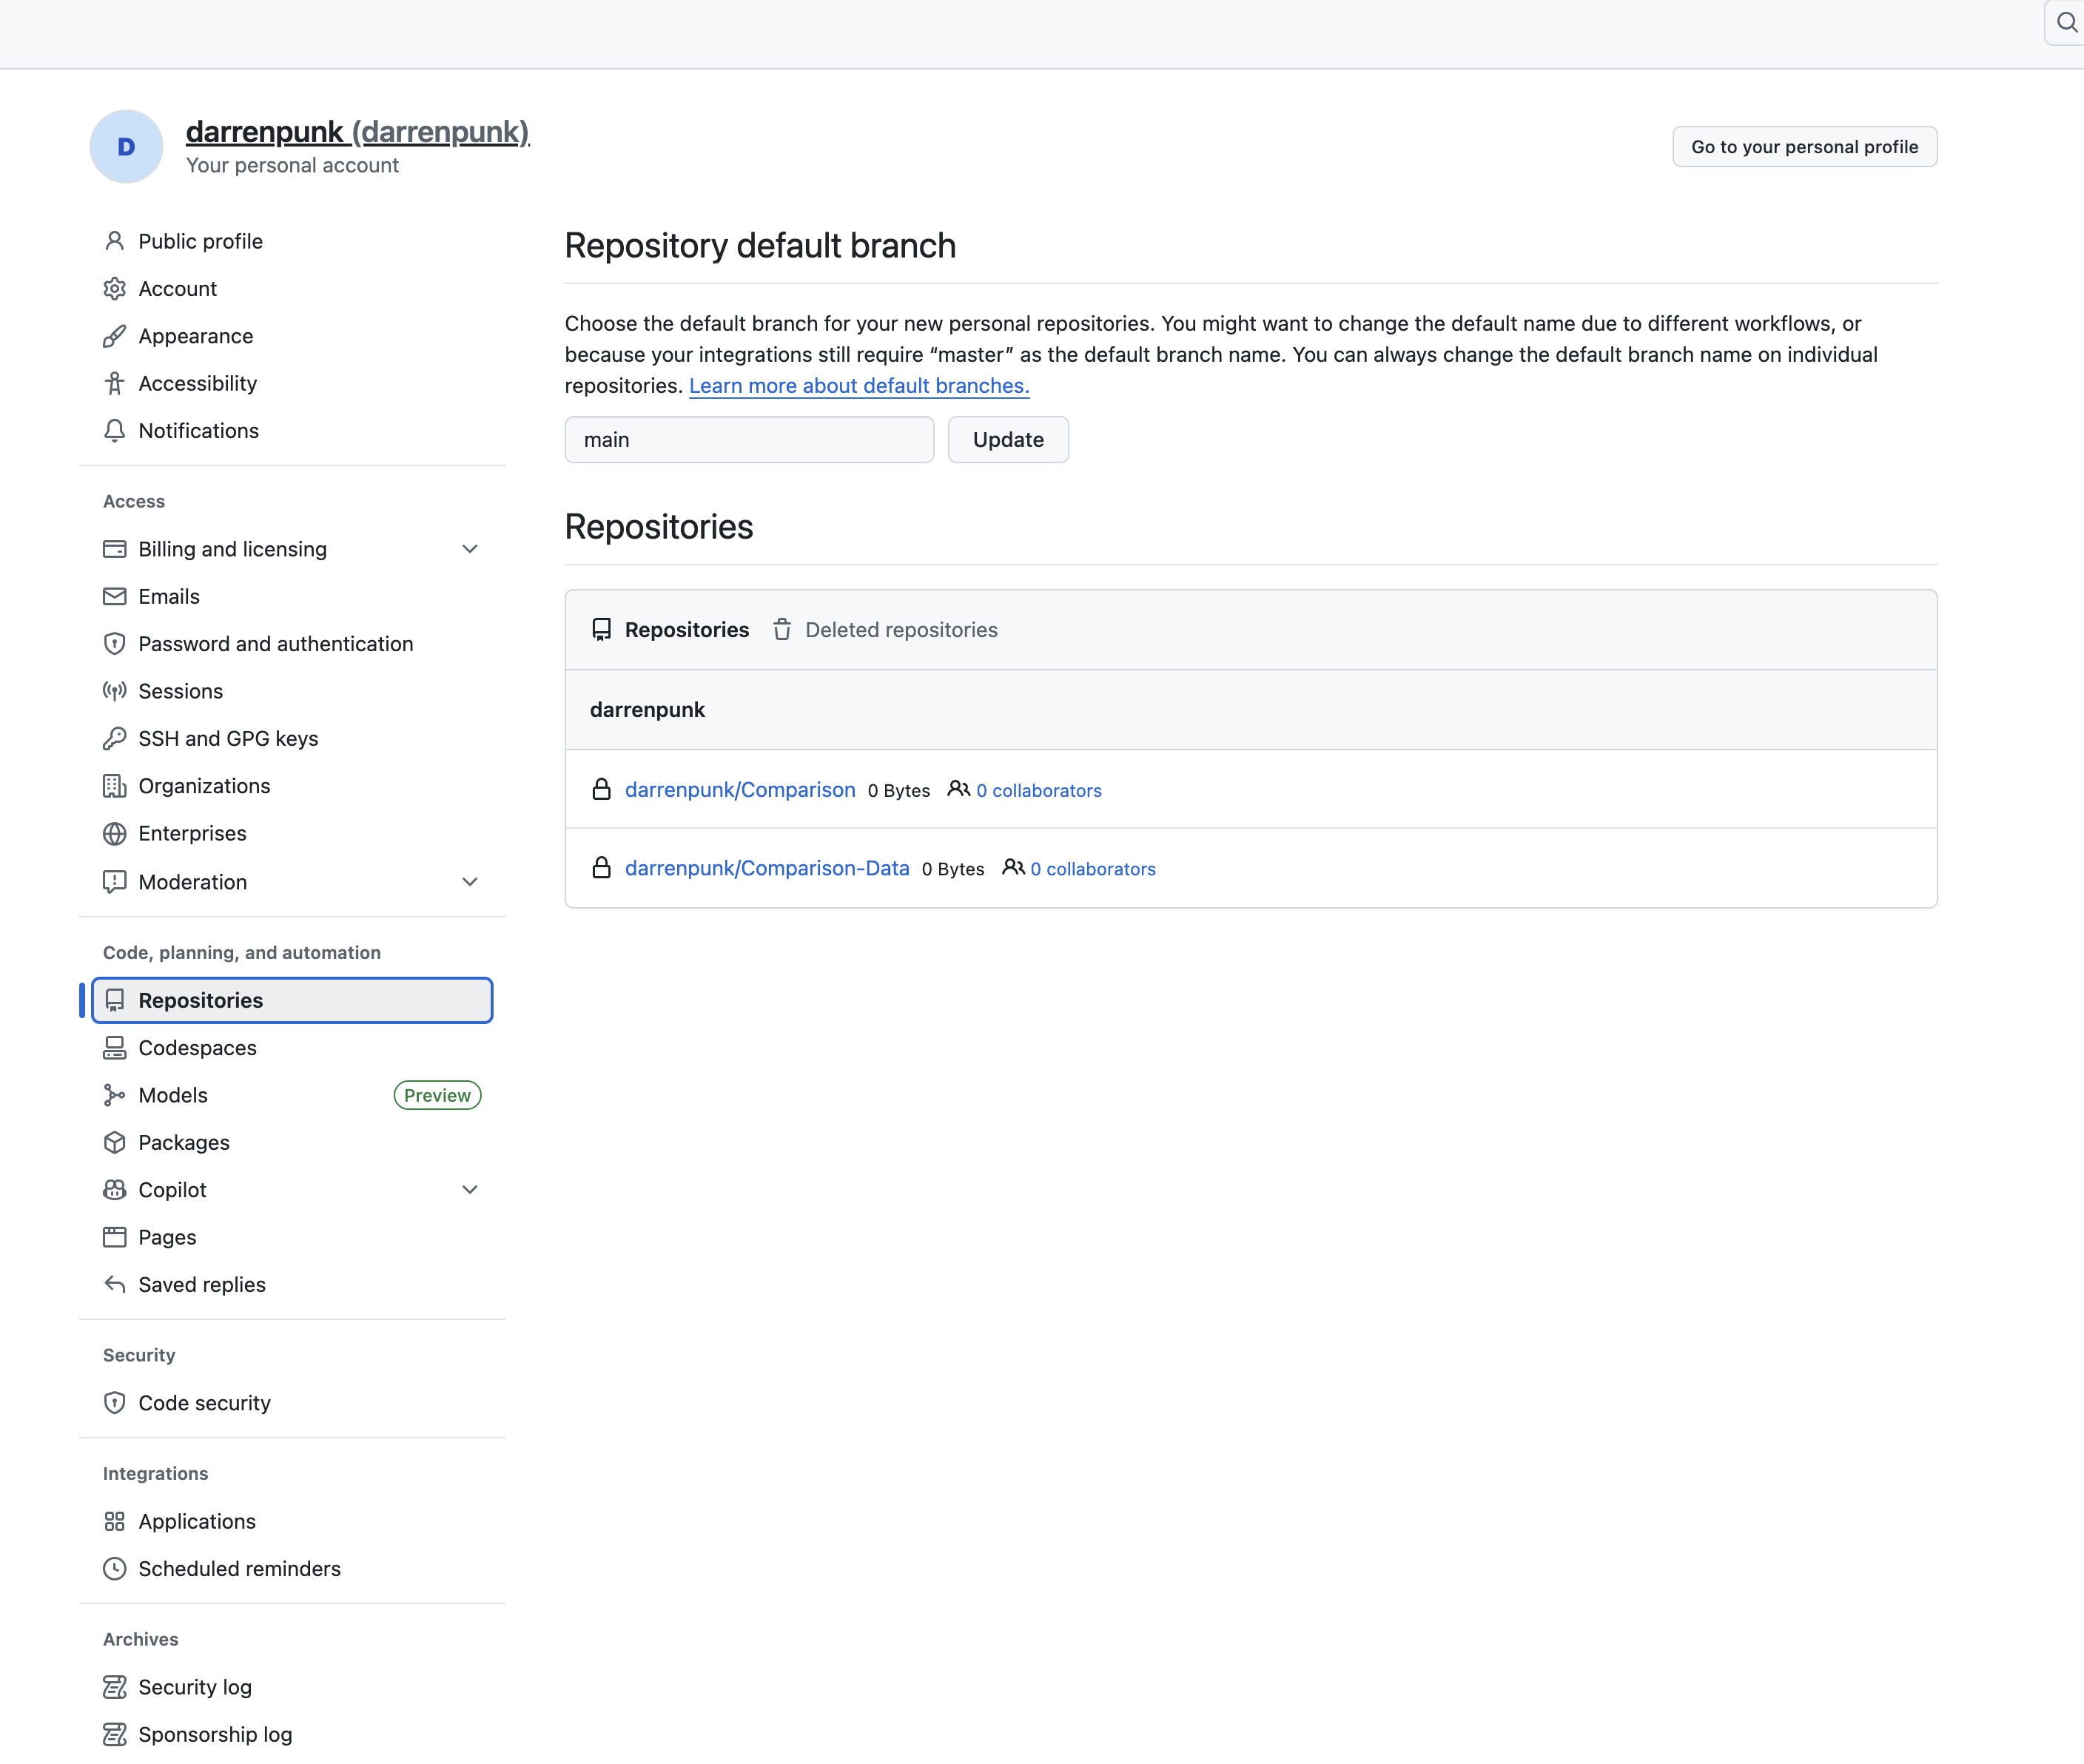 D
darrenpunk (darrenpunk)
Your personal account
Go to your personal profile
Public profile
Account
Appearance
Accessibility
Notifications
Access
Billing and licensing
Emails
Password and authentication
Sessions
SSH and GPG keys
Organizations
Enterprises
Moderation
Code, planning, and automation
Repositories
Codespaces
Models
Preview
Packages
Copilot
Pages
Saved replies
Security
Code security
Integrations
Applications
Scheduled reminders
Archives
Security log
Sponsorship log
Repository default branch
Choose the default branch for your new personal repositories. You might want to change the default name due to different workflows, or
because your integrations still require “master” as the default branch name. You can always change the default branch name on individual
repositories. Learn more about default branches.
main
Update
Repositories
Repositories
Deleted repositories
darrenpunk
darrenpunk/Comparison 0 Bytes 0 collaborators
darrenpunk/Comparison-Data 0 Bytes 0 collaborators